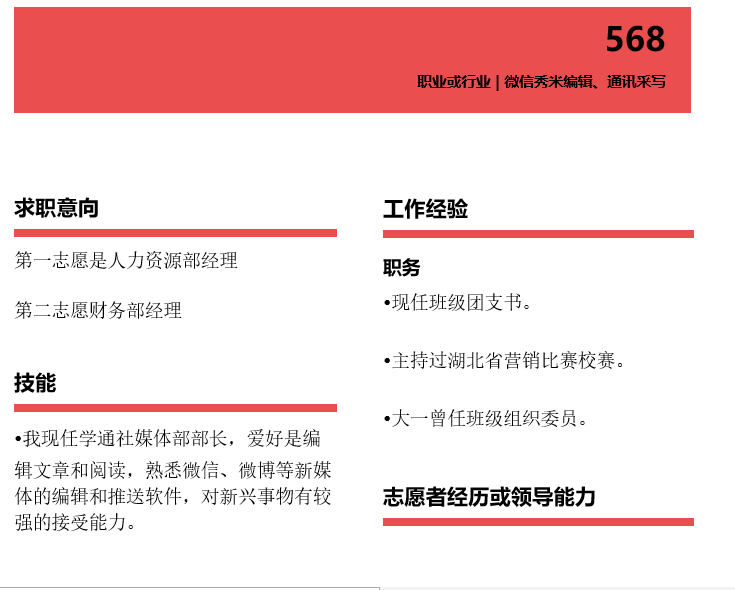 568
职业或行业 | 微信秀米编辑、通讯采写
求职意向
第一志愿是人力资源部经理
第二志愿财务部经理
技能
•我现任学通社媒体部部长，爱好是编
辑文章和阅读，熟悉微信、微博等新媒
体的编辑和推送软件，对新兴事物有较
强的接受能力。
工作经验
职务
•现任班级团支书。
•主持过湖北省营销比赛校赛。
•大一曾任班级组织委员。
志愿者经历或领导能力